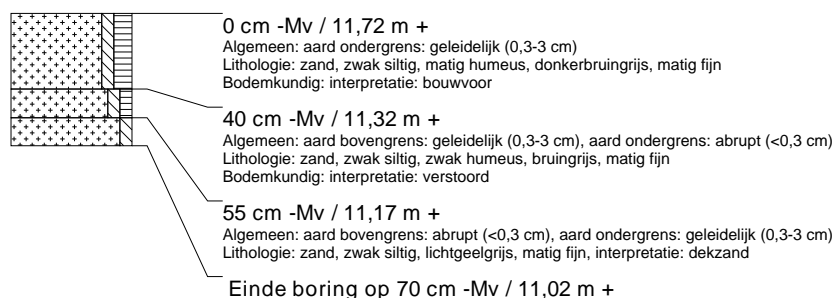 0 cm -Mv / 11,72 m +
Algemeen: aard ondergrens: geleidelijk (0,3-3 cm)
Lithologie: zand, zwak siltig, matig humeus, donkerbruingrijs, matig fijn
Bodemkundig: interpretatie: bouwvoor
40 cm -Mv / 11,32 m +
Algemeen: aard bovengrens: geleidelijk (0,3-3 cm), aard ondergrens: abrupt (<0,3 cm)
Lithologie: zand, zwak siltig, zwak humeus, bruingrijs, matig fijn
Bodemkundig: interpretatie: verstoord
55 cm -Mv / 11,17 m +
Algemeen: aard bovengrens: abrupt (<0,3 cm), aard ondergrens: geleidelijk (0,3-3 cm)
Lithologie: zand, zwak siltig, lichtgeelgrijs, matig fijn, interpretatie: dekzand
Einde boring op 70 cm -Mv / 11,02 m +